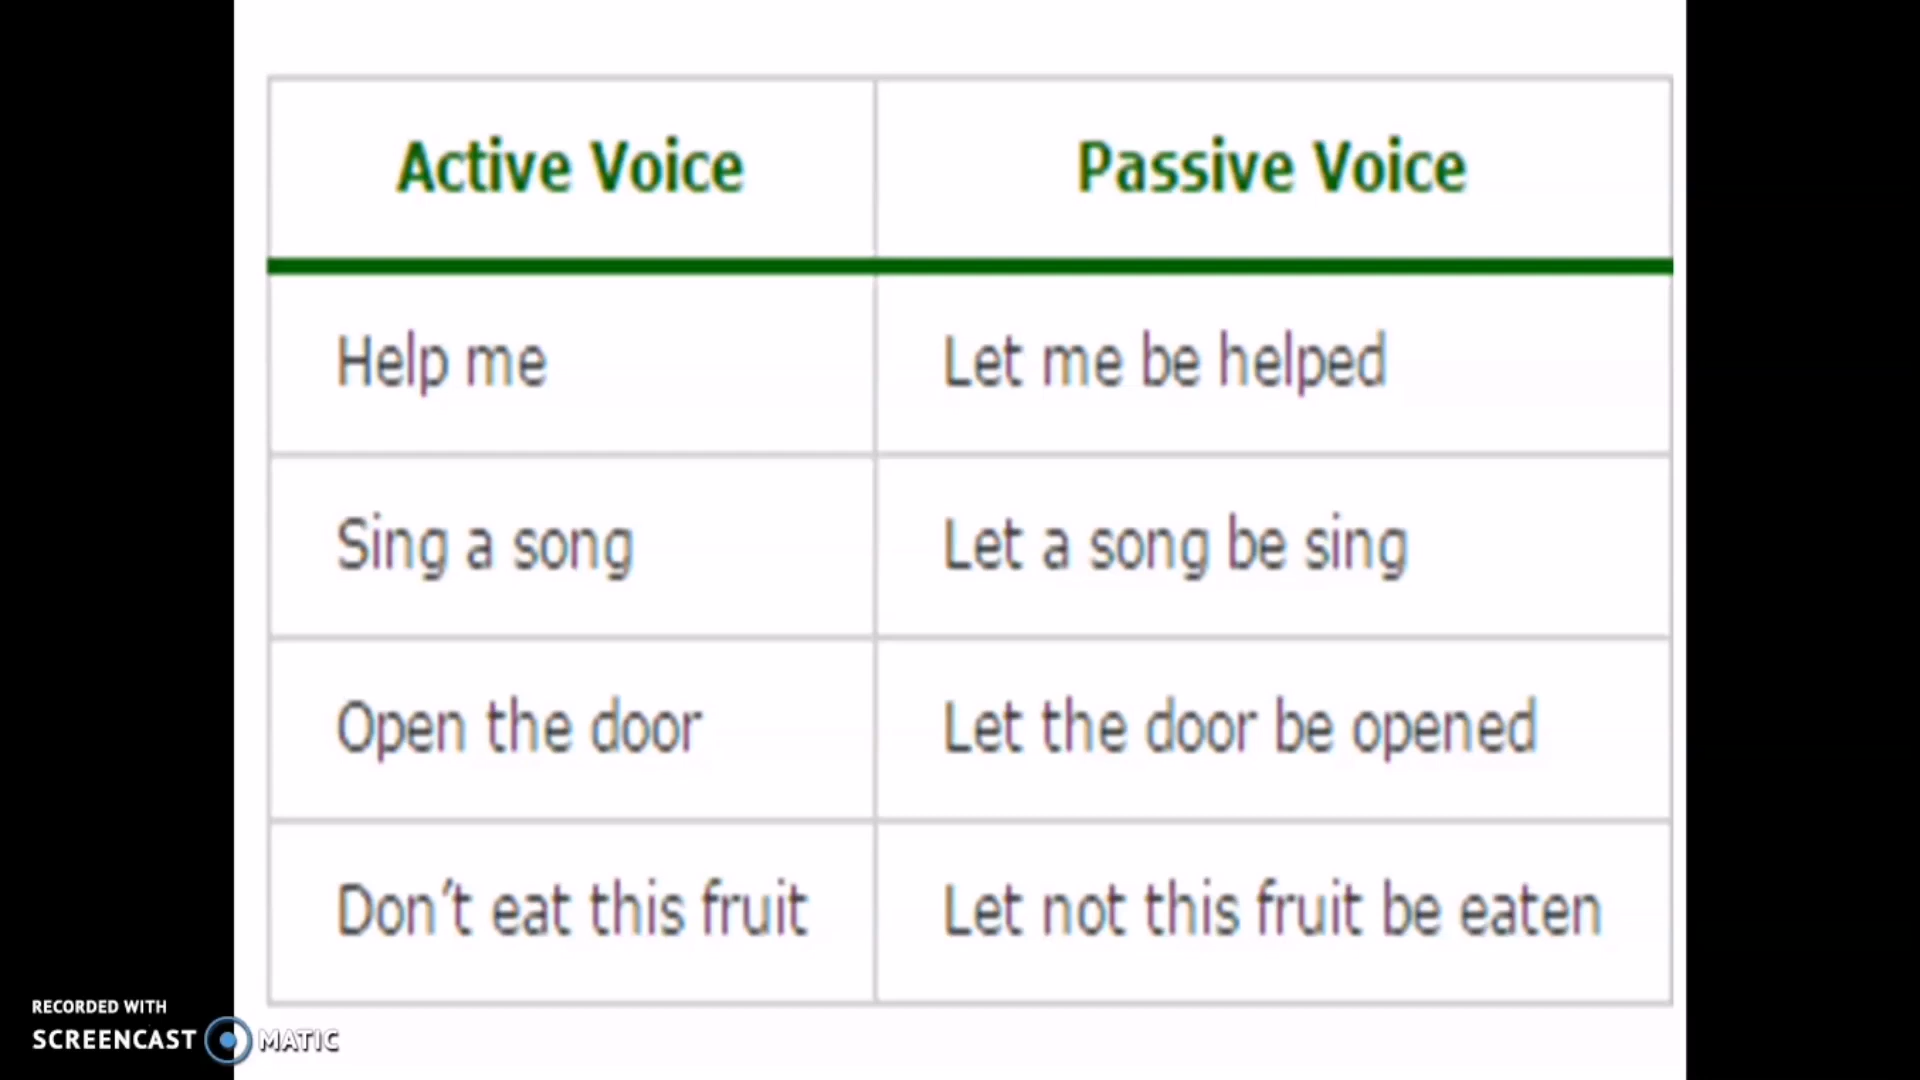 Active Voice Passive Voice
Help me Let me be helped
Sing a song Let a song be sing
Open the door Let the door be opened
Don't eat this fruit Let not this fruit be eaten
RECORDED WITH
SCREENCAST MATIC